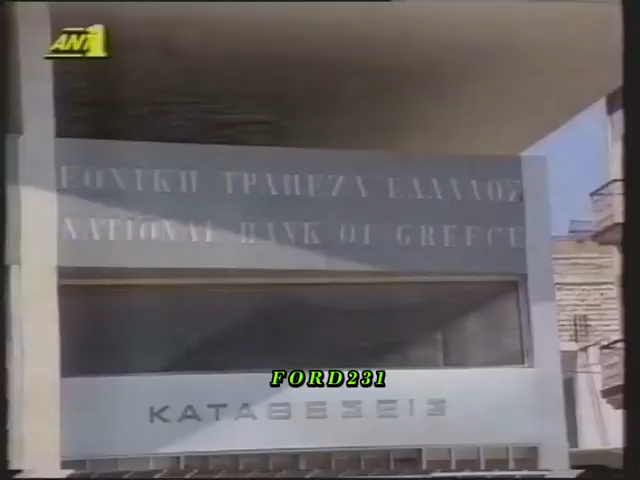 ANT1
ΕΘΝΙΚΗ ΤΡΑΠΕΖΑ ΕΛΛΑΔΟΣ
NATIONAL BANK OF GREECE
FORD231
ΚΑΤΑΘΕΣΕΙΣ